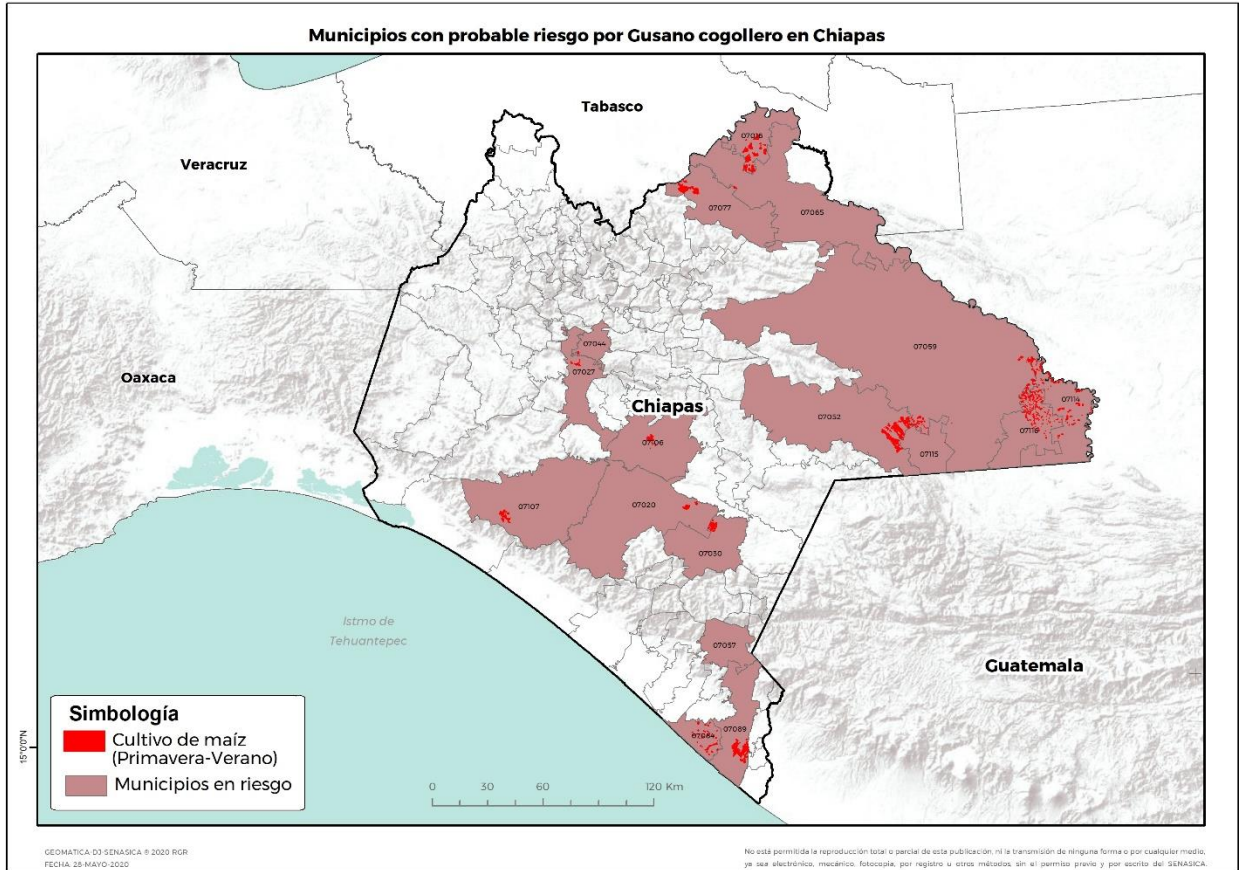 Municipios con probable riesgo por Gusano cogollero en Chiapas
Tabasco
Veracruz
07016
07077
07065
Oaxaca
07044
07027
07059
Chiapas
07114
07052
07116
07106
07115
07107
07020
07030
Istmo de
Tehuantepec
07057
Guatemala
07089
15°0'0"N
Simbología
Cultivo de maíz
(Primavera-Verano)
Municipios en riesgo
0 30 60 120 Km
GEOMATICA-DJ-SENASICA ® 2020 RGR
FECHA: 28-MAYO-2020
No está permitida la reproducción total o parcial de esta publicación, ni la transmisión de ninguna forma o por cualquier medio,
ya sea electrónico, mecánico, fotocopia, por registro u otros métodos, sin el permiso previo y por escrito del SENASICA.